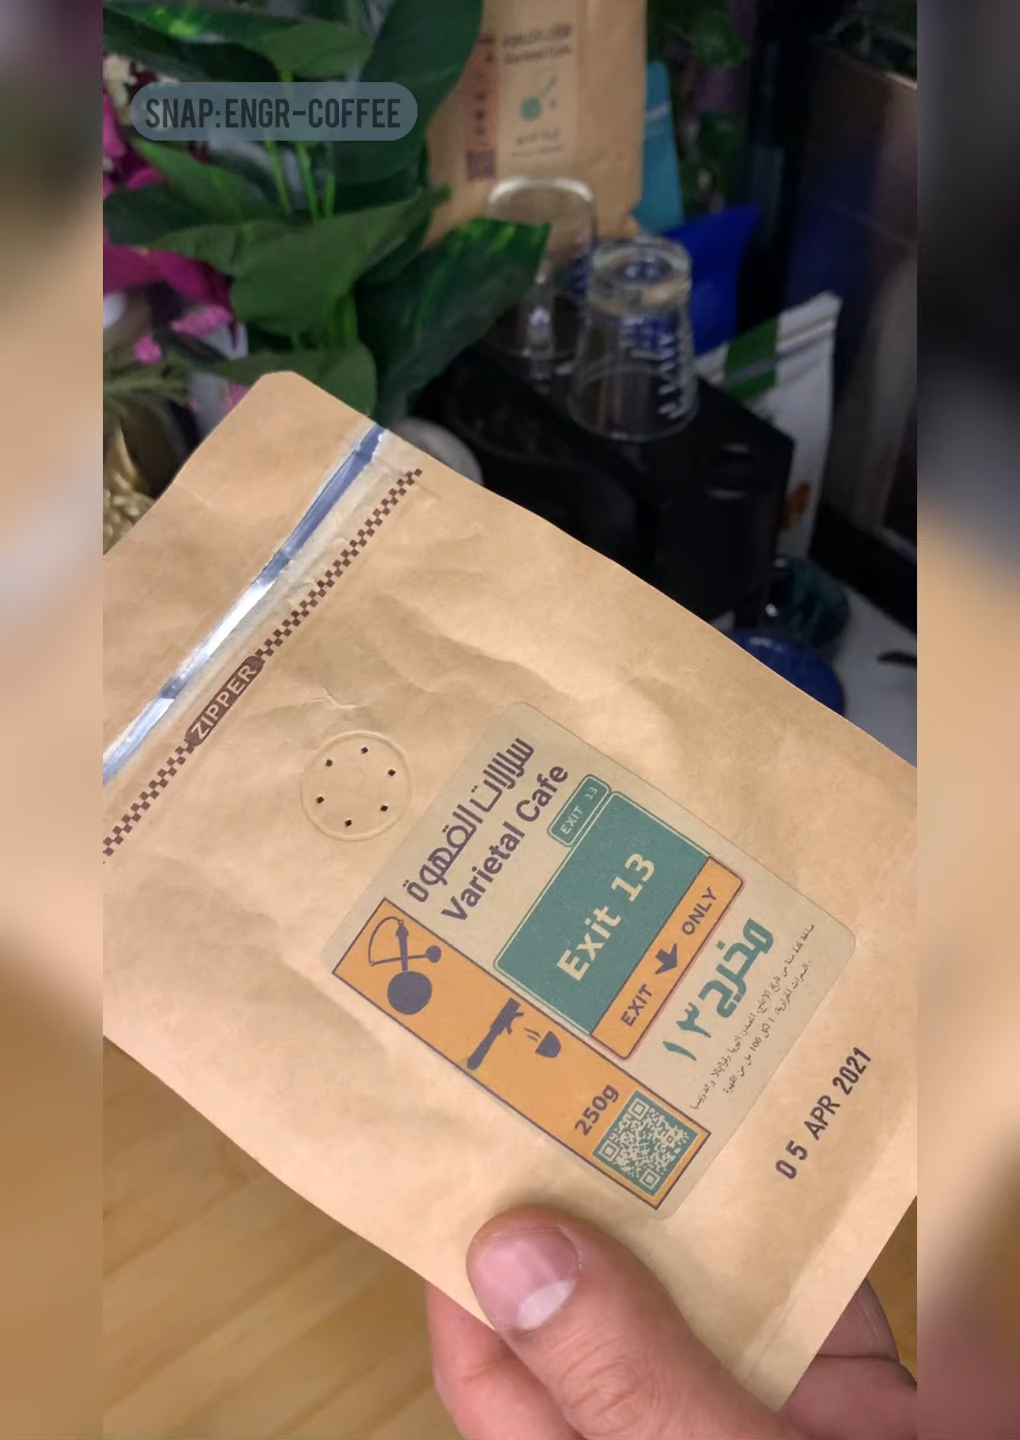 SNAP:ENGR-COFFEE
ZIPPER
سلالات القهوة
Varietal Cafe
EXIT 13
Exit 13
EXIT ONLY
مخرج ١٣
250g
05 APR 2021